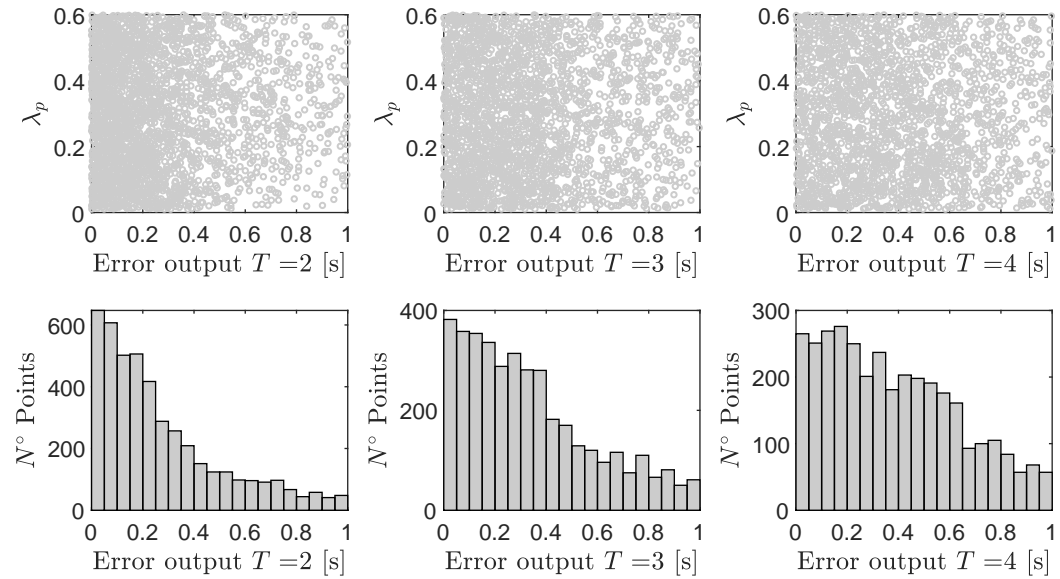 0.6
0.4
0.2
0
λp
0 0.2 0.4 0.6 0.8 1
Error output T =2 [s]
0.6
0.4
0.2
0
λp
0 0.2 0.4 0.6 0.8 1
Error output T =3 [s]
0.6
0.4
0.2
0
λp
0 0.2 0.4 0.6 0.8 1
Error output T =4 [s]
600
400
200
0
N° Points
0 0.2 0.4 0.6 0.8 1
Error output T =2 [s]
400
200
0
N° Points
0 0.2 0.4 0.6 0.8 1
Error output T =3 [s]
300
200
100
0
N° Points
0 0.2 0.4 0.6 0.8 1
Error output T =4 [s]